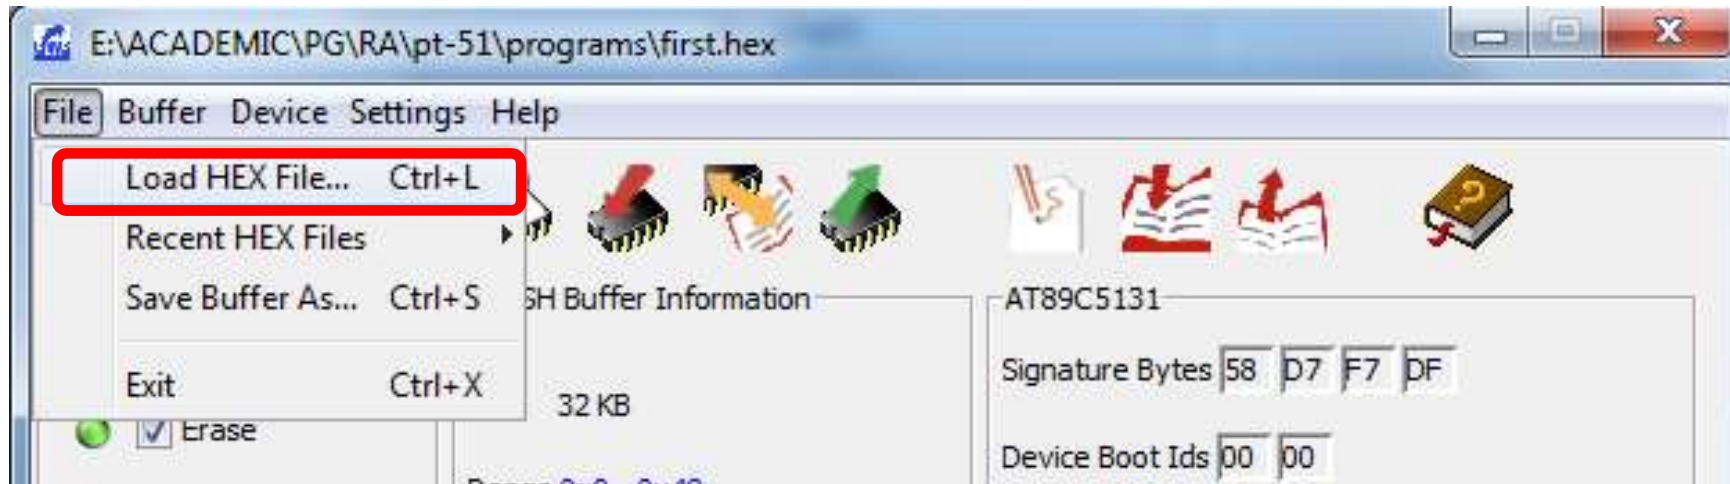 E:\ACADEMIC\PG\RA\pt-51\programs\first.hex
File Buffer Device Settings Help
Load HEX File... Ctrl+L
Recent HEX Files
Save Buffer As... Ctrl+S
Exit Ctrl+X
SH Buffer Information
32 KB
Erase
AT89C5131
Signature Bytes 58 D7 F7 DF
Device Boot Ids 00 00